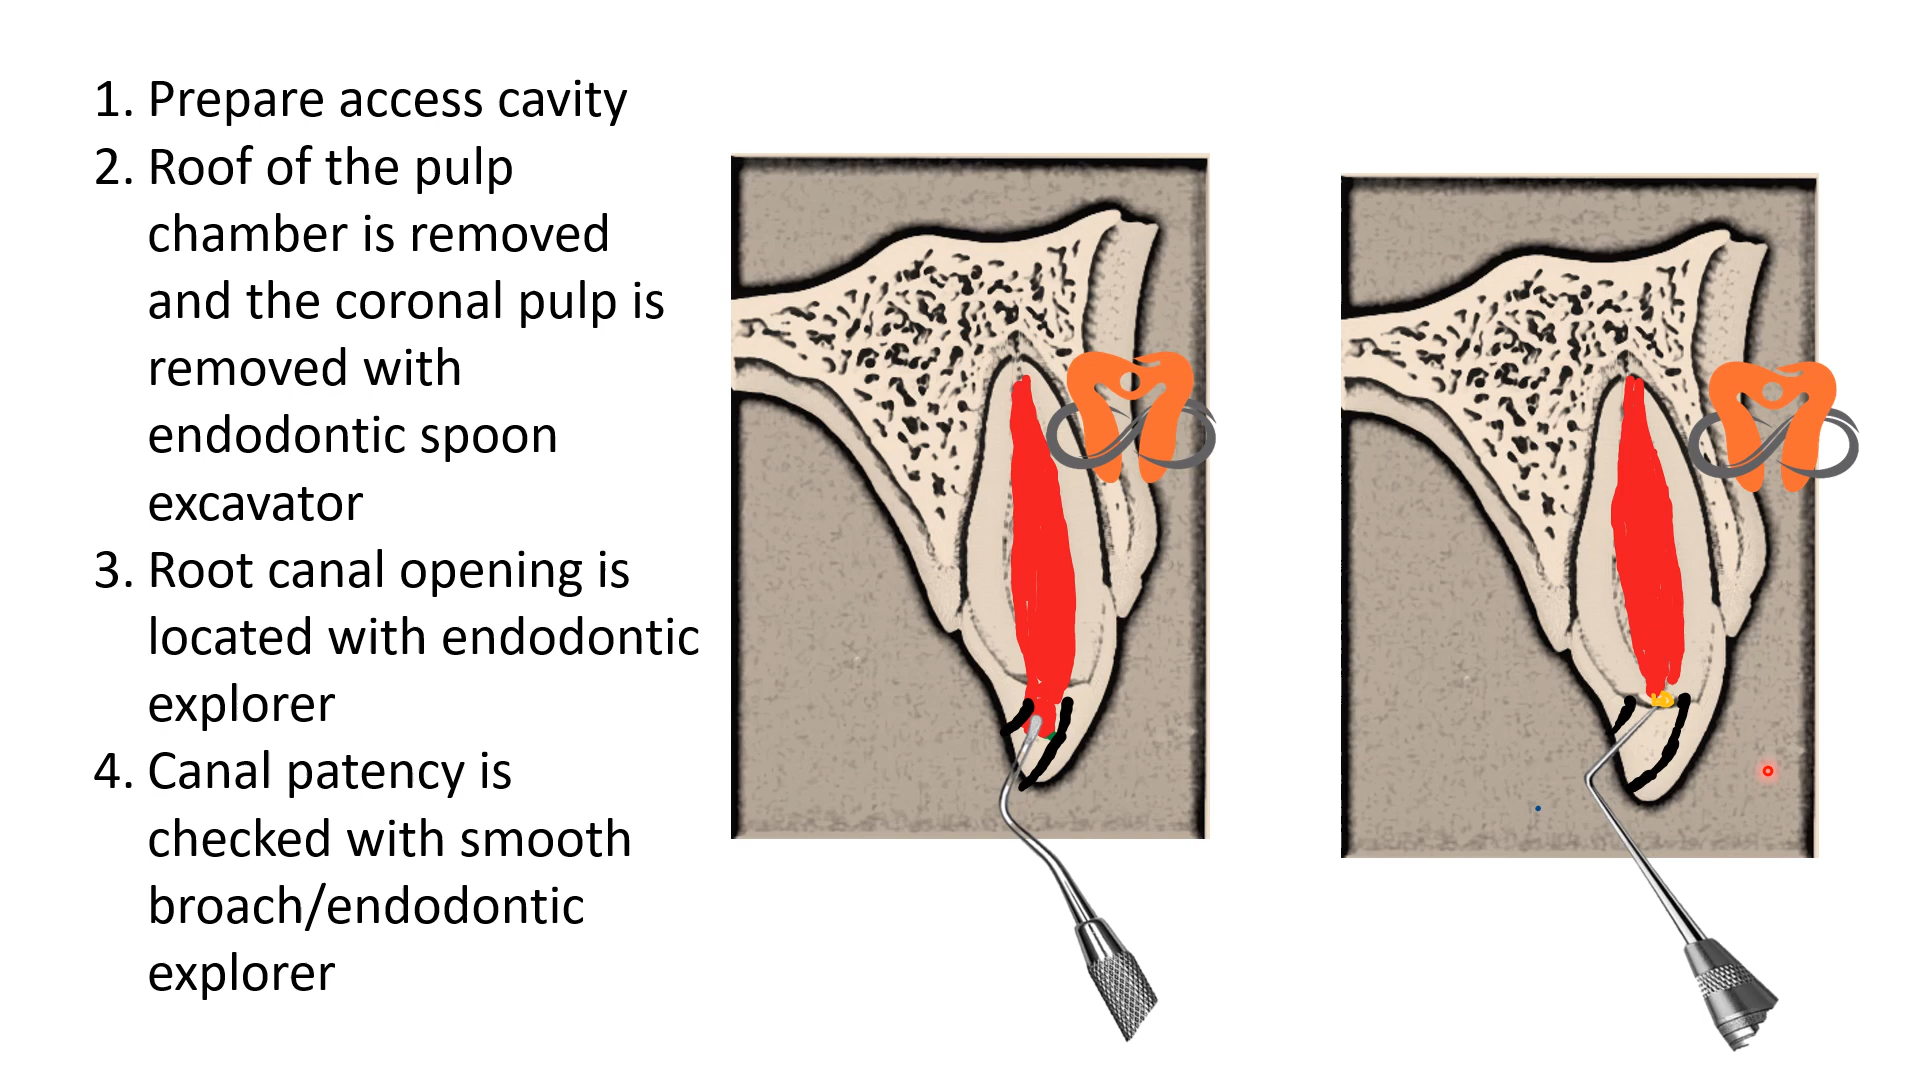 1. Prepare access cavity
2. Roof of the pulp
chamber is removed
and the coronal pulp is
removed with
endodontic spoon
excavator
3. Root canal opening is
located with endodontic
explorer
4. Canal patency is
checked with smooth
broach/endodontic
explorer